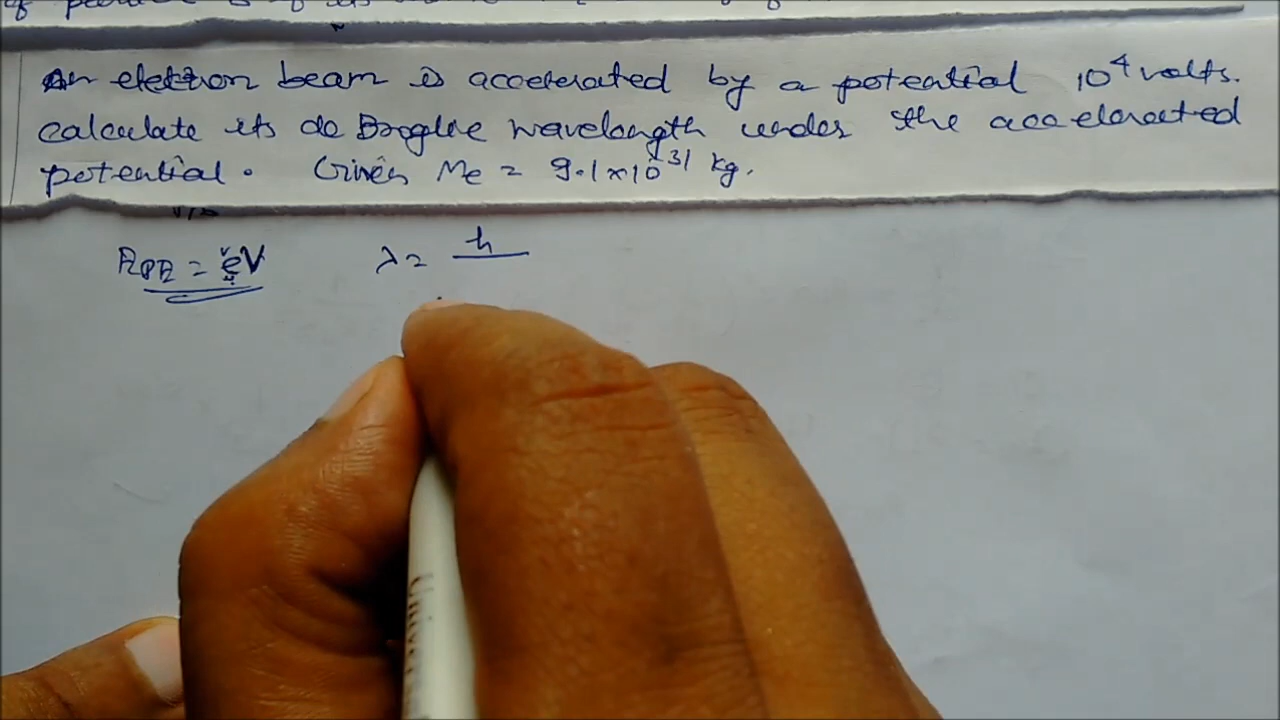 An electron beam is accelerated by a potential 10⁴ volts.
calculate its de Broglie wavelength under the accelerated
potential. Given Me = 9.1×10⁻³¹ kg.
= eV λ = h